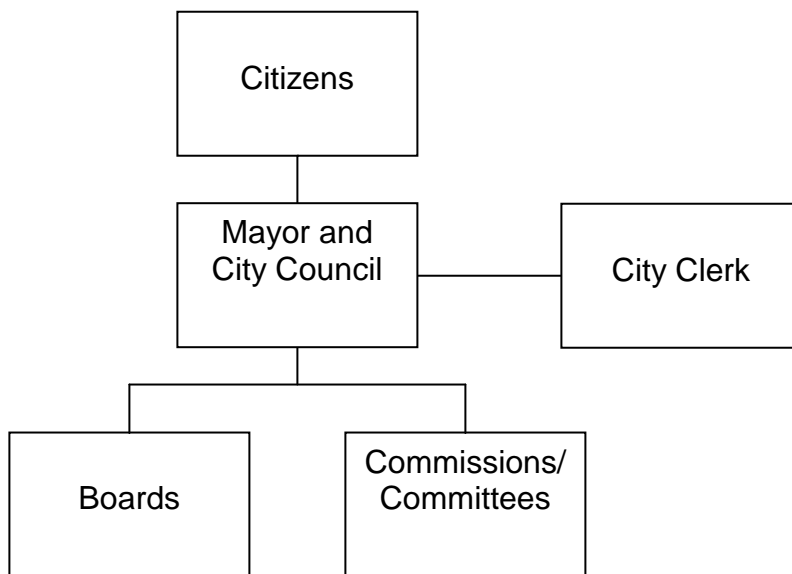 Citizens
Mayor and
City Council
City Clerk
Boards
Commissions/
Committees